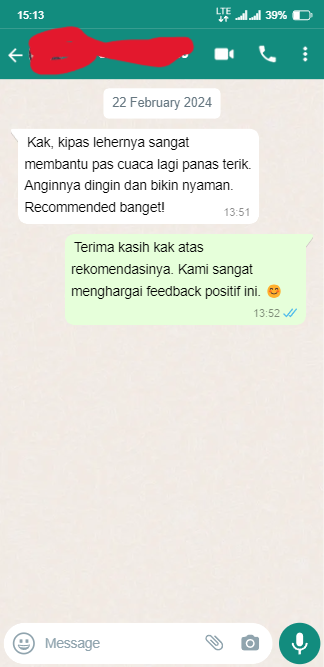 15:13
LTE
39%
22 February 2024
Kak, kipas lehernya sangat
membantu pas cuaca lagi panas terik.
Anginnya dingin dan bikin nyaman.
Recommended banget!
13:51
Terima kasih kak atas
rekomendasinya. Kami sangat
menghargai feedback positif ini. 😊
13:52
Message